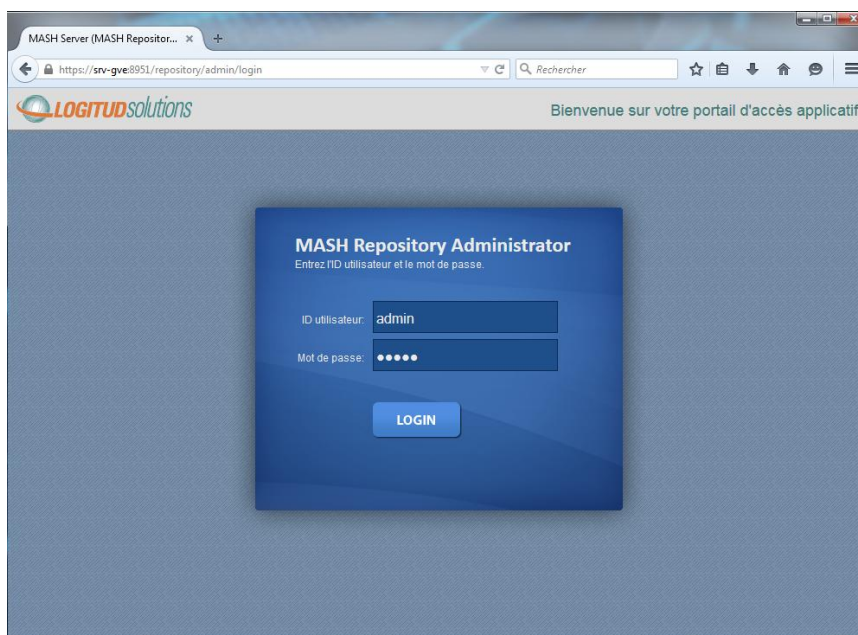 MASH Server (MASH Repositor... × +
https://srv-gve:8951/repository/admin/login
Rechercher
LOGITUDsolutions
Bienvenue sur votre portail d'accès applicatif
MASH Repository Administrator
Entrez l'ID utilisateur et le mot de passe.
ID utilisateur: admin
Mot de passe: •••••
LOGIN